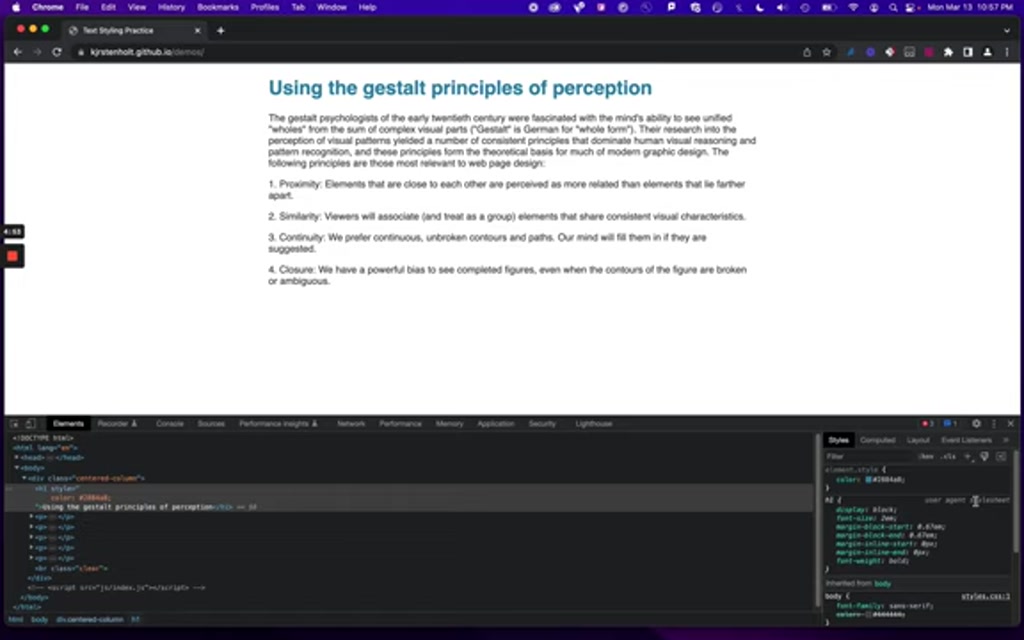 Chrome File Edit View History Bookmarks Profiles Tab Window Help Mon Mar 13 10:57 PM
Text Styling Practice
kjrstenholt.github.io/demos/
Using the gestalt principles of perception
The gestalt psychologists of the early twentieth century were fascinated with the mind's ability to see unified
"wholes" from the sum of complex visual parts ("Gestalt" is German for "whole form"). Their research into the
perception of visual patterns yielded a number of consistent principles that dominate human visual reasoning and
pattern recognition, and these principles form the theoretical basis for much of modern graphic design. The
following principles are those most relevant to web page design:
1. Proximity: Elements that are close to each other are perceived as more related than elements that lie farther
apart.
2. Similarity: Viewers will associate (and treat as a group) elements that share consistent visual characteristics.
4:53
3. Continuity: We prefer continuous, unbroken contours and paths. Our mind will fill them in if they are
suggested.
4. Closure: We have a powerful bias to see completed figures, even when the contours of the figure are broken
or ambiguous.
Elements Recorder Console Sources Performance insights Network Performance Memory Application Security Lighthouse
<!DOCTYPE html>
<html lang="en">
<head>…</head>
<body>
<div class="centered-column">
<h1 style="
">Using the gestalt principles of perception</h1> == $0
<p>…</p>
<p>…</p>
<p>…</p>
<p>…</p>
<p>…</p>
<br class="clear">
</div>
<!-- <script src="js/index.js"></script> -->
</body>
</html>
html body div.centered-column h1
Styles Computed Layout Event Listeners
Filter :hov .cls
element.style {
}
h1 { user agent stylesheet
display: block;
font-size: 2em;
margin-block-start: 0.67em;
margin-block-end: 0.67em;
margin-inline-start: 0px;
margin-inline-end: 0px;
font-weight: bold;
}
Inherited from body
body { styles.css:1
font-family: sans-serif;